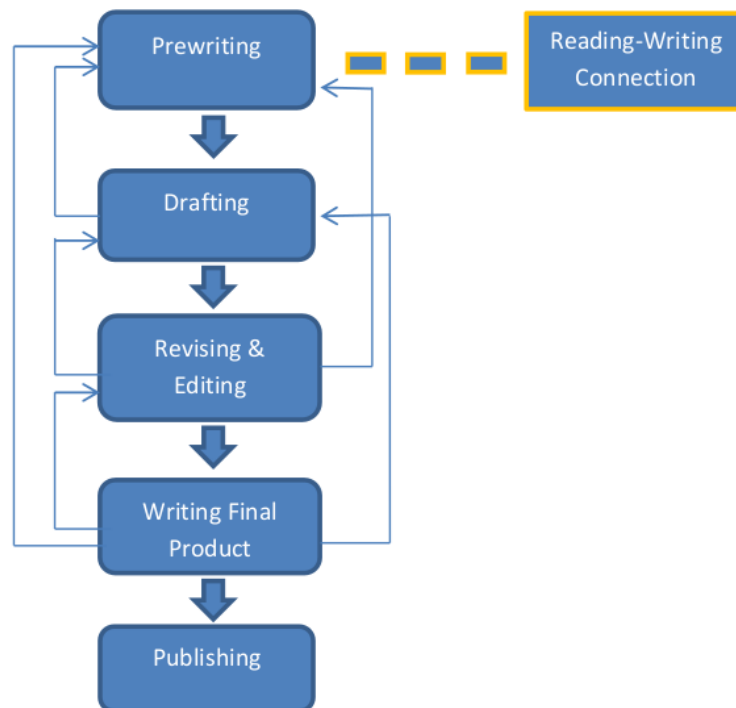 Prewriting
Reading-Writing
Connection
Drafting
Revising &
Editing
Writing Final
Product
Publishing